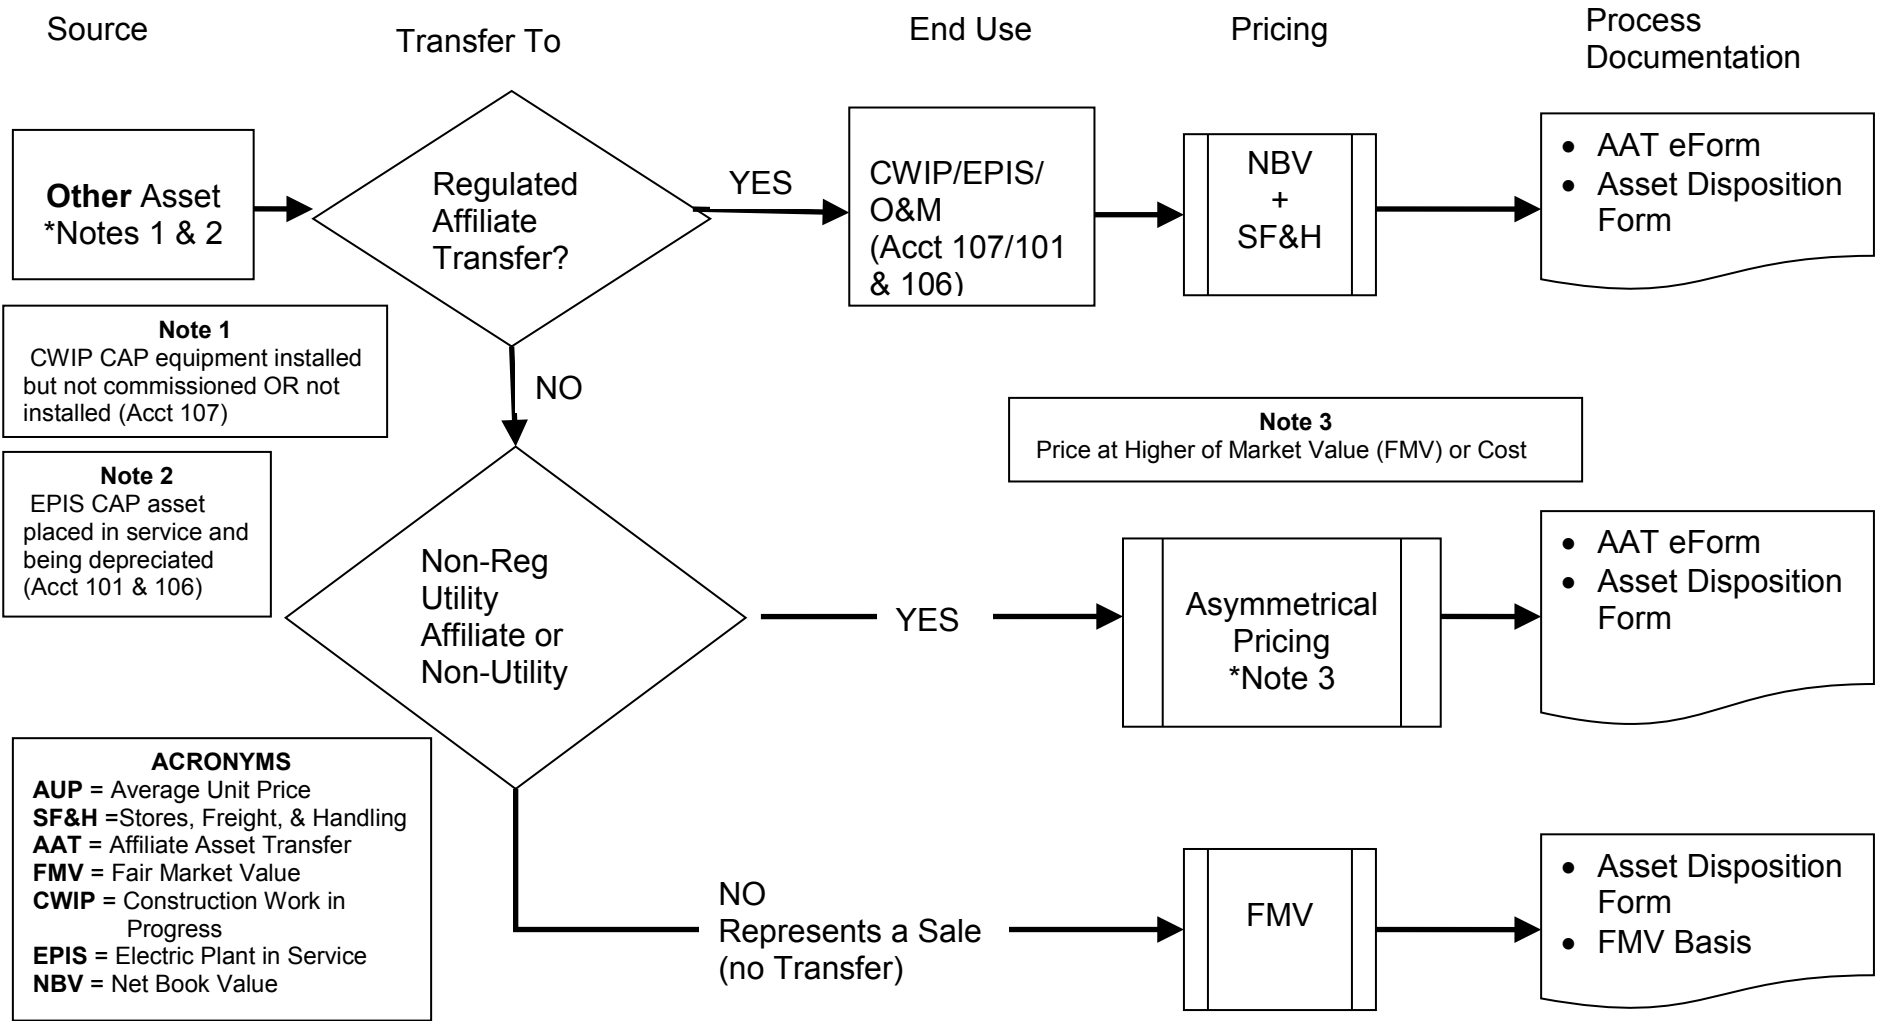 Source
Transfer To
End Use
Pricing
Process
Documentation
Other Asset
*Notes 1 & 2
Regulated
Affiliate
Transfer?
YES
CWIP/EPIS/
O&M
(Acct 107/101
& 106)
NBV
+
SF&H
• AAT eForm
• Asset Disposition
Form
Note 1
CWIP CAP equipment installed
but not commissioned OR not
installed (Acct 107)
NO
Note 3
Price at Higher of Market Value (FMV) or Cost
Note 2
EPIS CAP asset
placed in service and
being depreciated
(Acct 101 & 106)
Non-Reg
Utility
Affiliate or
Non-Utility
YES
Asymmetrical
Pricing
*Note 3
• AAT eForm
• Asset Disposition
Form
ACRONYMS
AUP = Average Unit Price
SF&H =Stores, Freight, & Handling
AAT = Affiliate Asset Transfer
FMV = Fair Market Value
CWIP = Construction Work in
Progress
EPIS = Electric Plant in Service
NBV = Net Book Value
NO
Represents a Sale
(no Transfer)
FMV
• Asset Disposition
Form
• FMV Basis